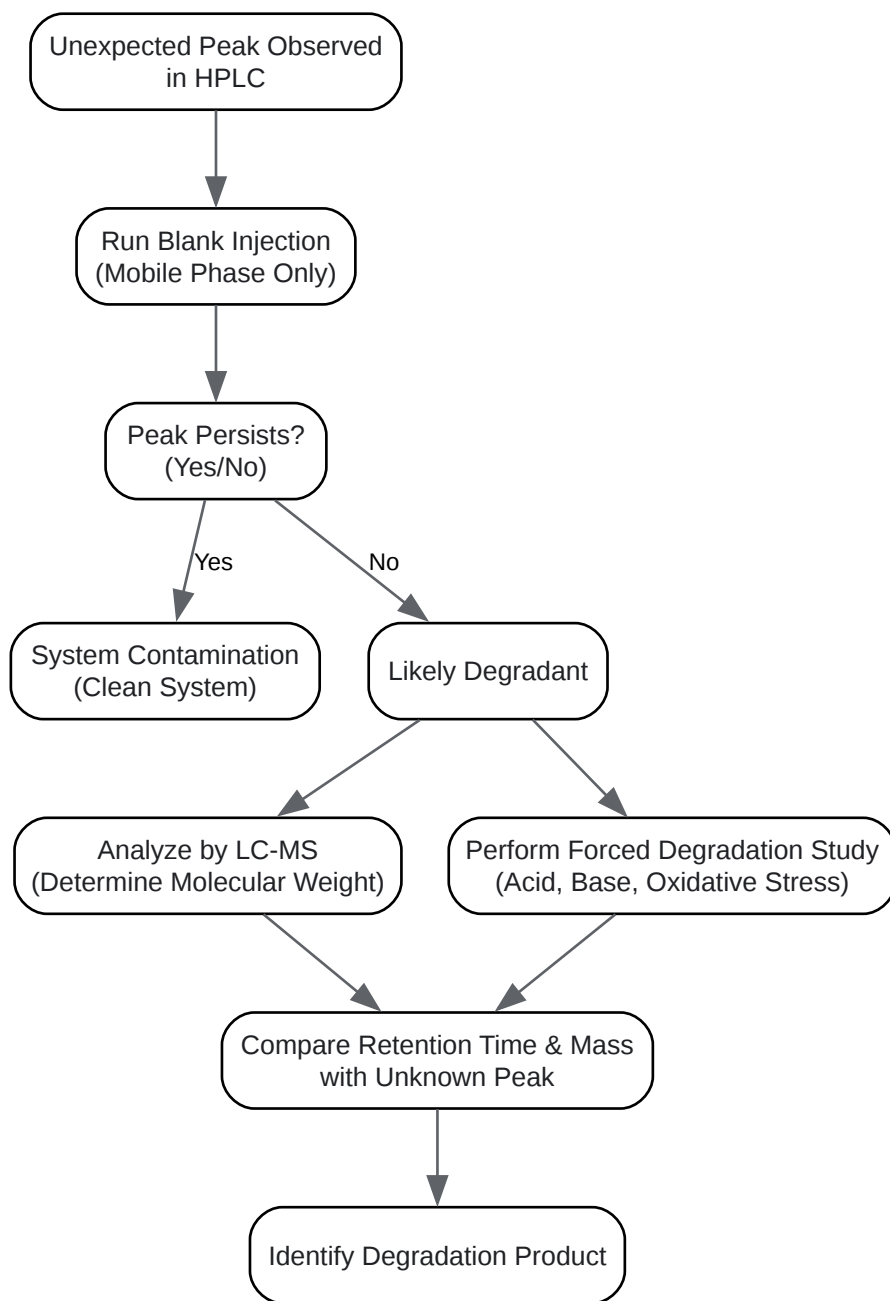 Unexpected Peak Observed
in HPLC
Run Blank Injection
(Mobile Phase Only)
Peak Persists?
(Yes/No)
Yes
No
System Contamination
(Clean System)
Likely Degradant
Analyze by LC-MS
(Determine Molecular Weight)
Perform Forced Degradation Study
(Acid, Base, Oxidative Stress)
Compare Retention Time & Mass
with Unknown Peak
Identify Degradation Product